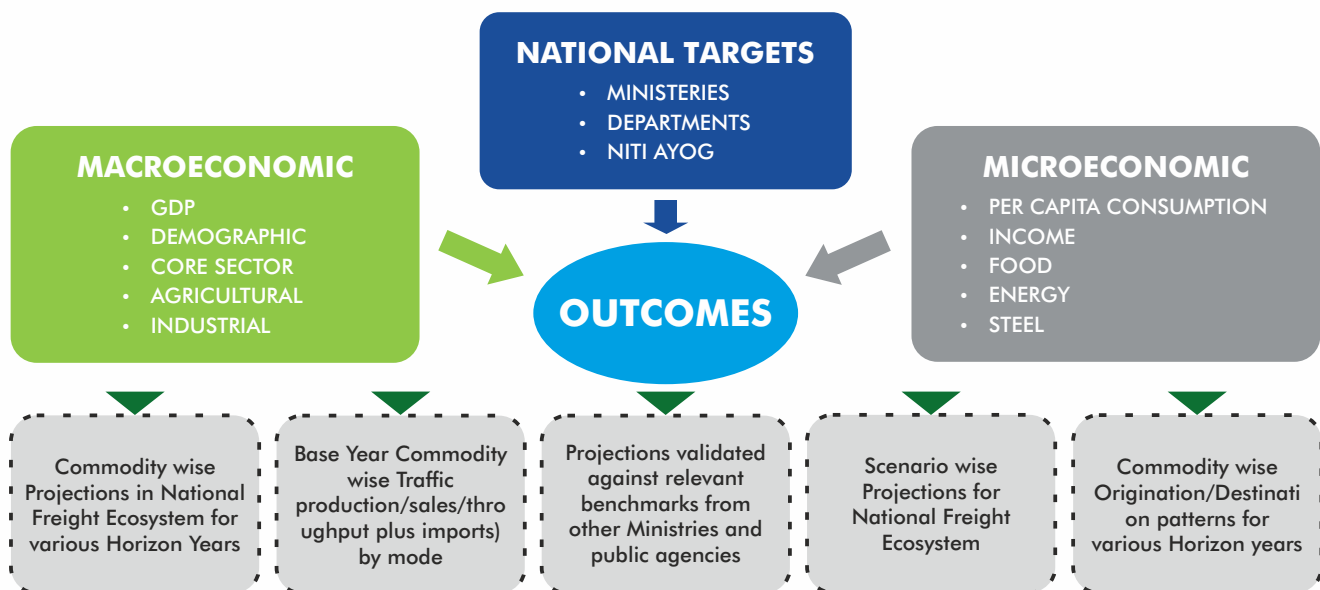 NATIONAL TARGETS
• MINISTERIES
• DEPARTMENTS
• NITI AYOG
MACROECONOMIC
• GDP
• DEMOGRAPHIC
• CORE SECTOR
• AGRICULTURAL
• INDUSTRIAL
MICROECONOMIC
• PER CAPITA CONSUMPTION
• INCOME
• FOOD
• ENERGY
• STEEL
OUTCOMES
Commodity wise
Projections in National
Freight Ecosystem for
various Horizon Years
Base Year Commodity
wise Traffic
production/sales/thro
ughput plus imports)
by mode
Projections validated
against relevant
benchmarks from
other Ministries and
public agencies
Scenario wise
Projections for
National Freight
Ecosystem
Commodity wise
Origination/Destinati
on patterns for
various Horizon years